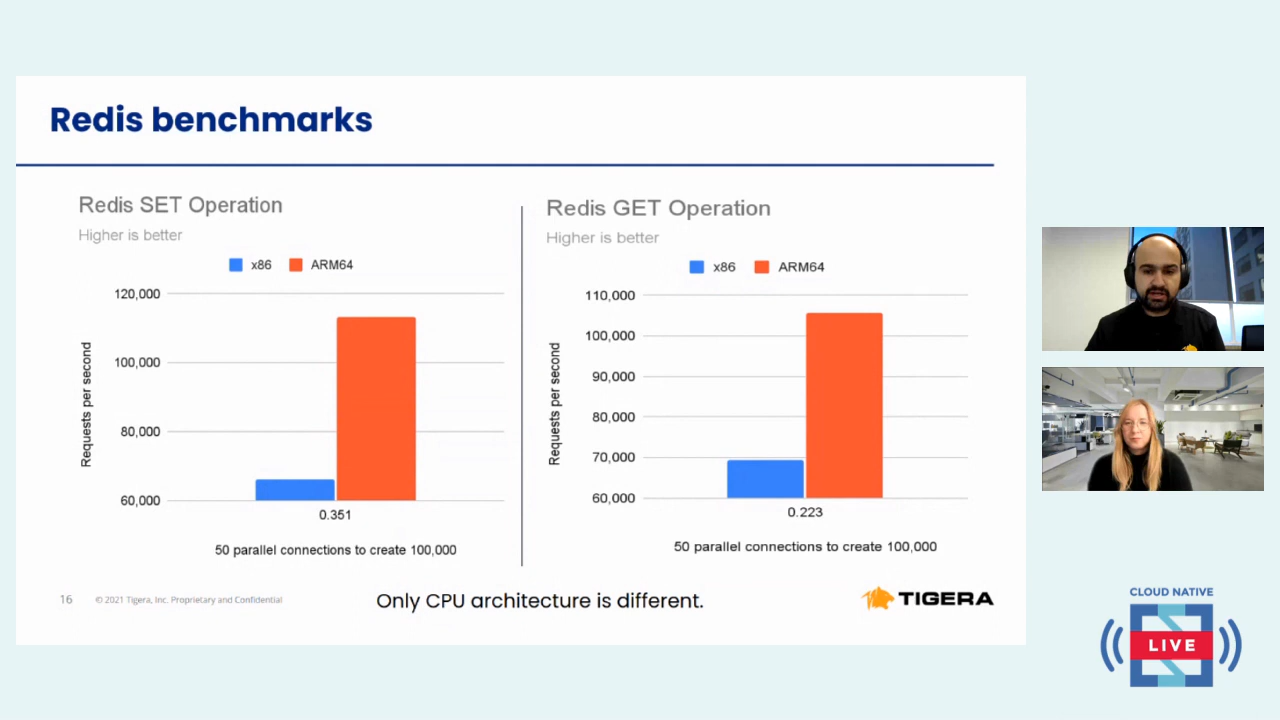 Redis benchmarks
Redis SET Operation
Higher is better
x86 ARM64
120,000
100,000
80,000
60,000
Requests per second
0.351
50 parallel connections to create 100,000
Redis GET Operation
Higher is better
x86 ARM64
110,000
100,000
90,000
80,000
70,000
60,000
Requests per second
0.223
50 parallel connections to create 100,000
16 © 2021 Tigera, Inc. Proprietary and Confidential
Only CPU architecture is different.
TIGERA
CLOUD NATIVE
LIVE